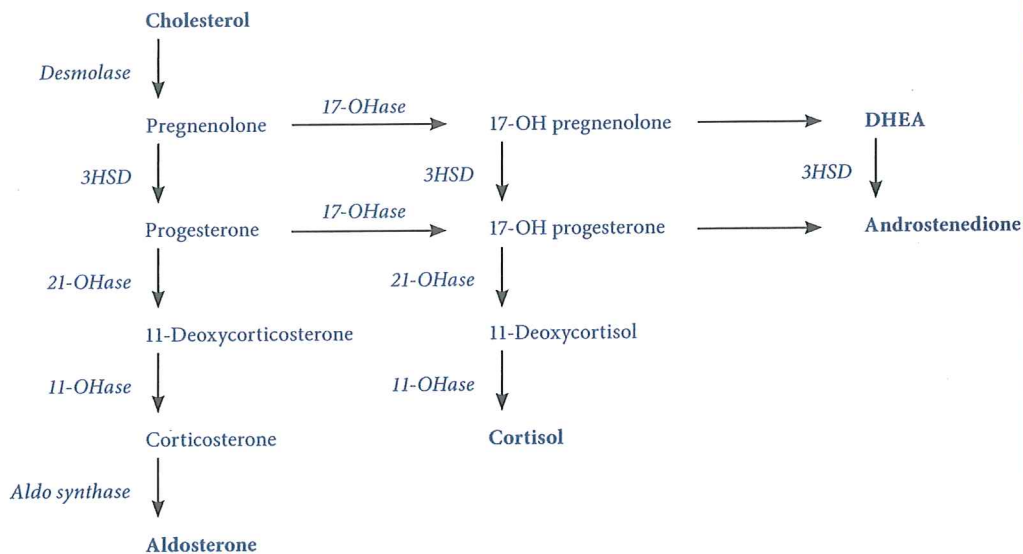 Cholesterol
Desmolase
17-OHase
Pregnenolone
17-OH pregnenolone
DHEA
3HSD
3HSD
3HSD
17-OHase
Progesterone
17-OH progesterone
Androstenedione
21-OHase
21-OHase
11-Deoxycorticosterone
11-Deoxycortisol
11-OHase
11-OHase
Corticosterone
Cortisol
Aldo synthase
Aldosterone